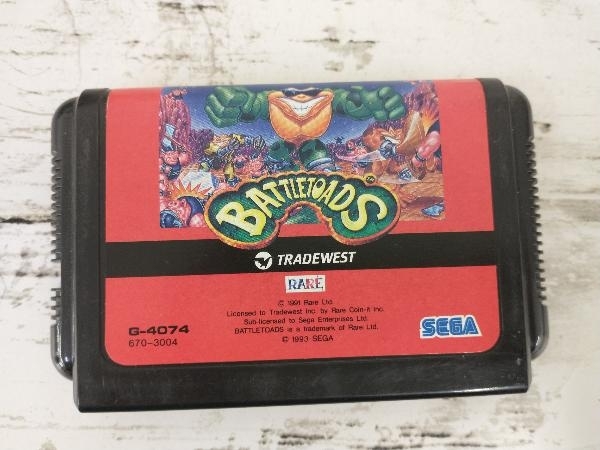 BATTLETOADS™
TRADEWEST
RARE
© 1991 Rare Ltd.
Licensed to Tradewest Inc. by Rare Coin-it Inc.
Sub-licensed to Sega Enterprises Ltd.
BATTLETOADS is a trademark of Rare Ltd.
© 1993 SEGA
G-4074
670-3004
SEGA